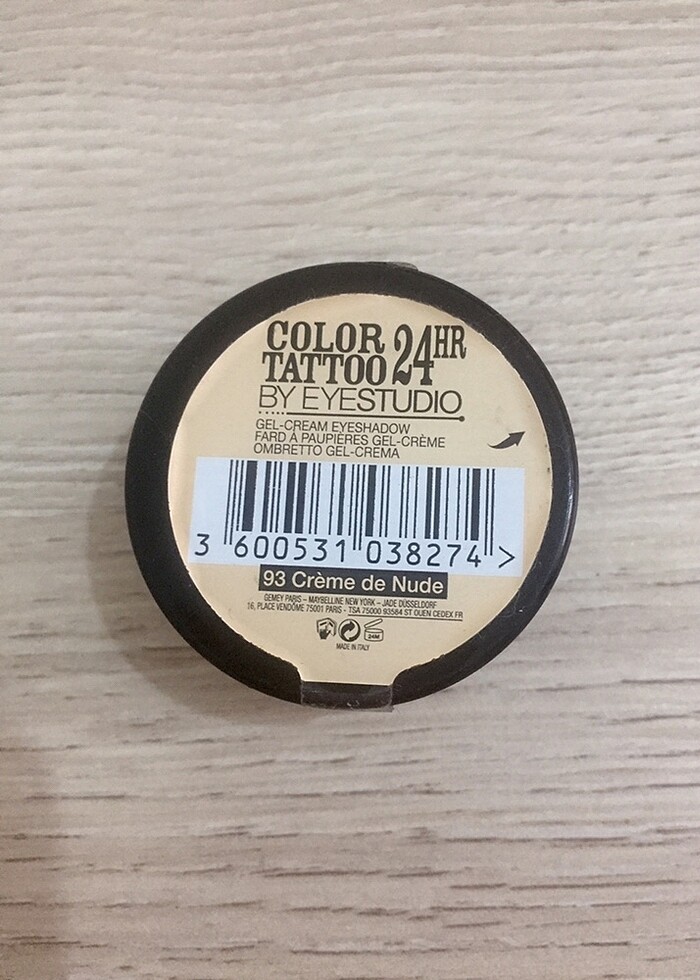 COLOR 24HR
TATTOO
BY EYESTUDIO
GEL-CREAM EYESHADOW
FARD À PAUPIÈRES GEL-CRÈME
OMBRETTO GEL-CREMA
3 600531 038274 >
93 Crème de Nude
GEMEY PARIS – MAYBELLINE NEW YORK – JADE DÜSSELDORF
16, PLACE VENDÔME 75001 PARIS - TSA 75000 93584 ST OUEN CEDEX FR
24M
MADE IN ITALY